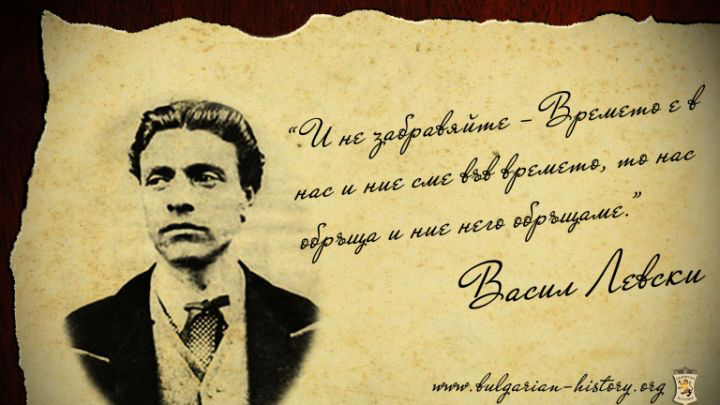 “И не забравяйте – Времето е в
нас и ние сме във времето, то нас
обръща и ние него обръщаме.”
Васил Левски
www.bulgarian-history.org